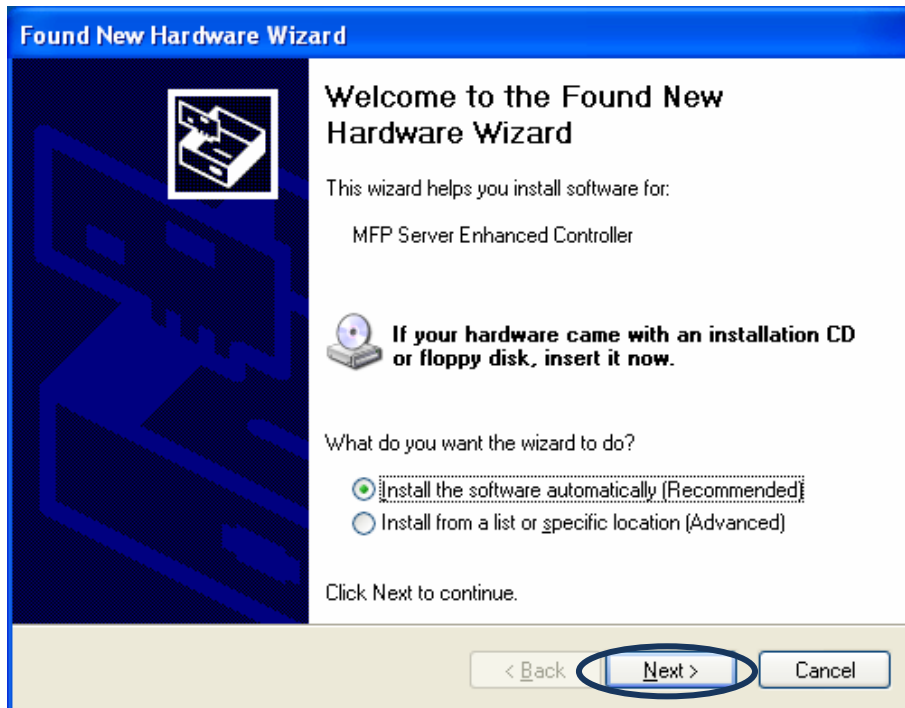 Found New Hardware Wizard
Welcome to the Found New
Hardware Wizard
This wizard helps you install software for:
MFP Server Enhanced Controller
If your hardware came with an installation CD
or floppy disk, insert it now.
What do you want the wizard to do?
Install the software automatically (Recommended)
Install from a list or specific location (Advanced)
Click Next to continue.
< Back Next > Cancel